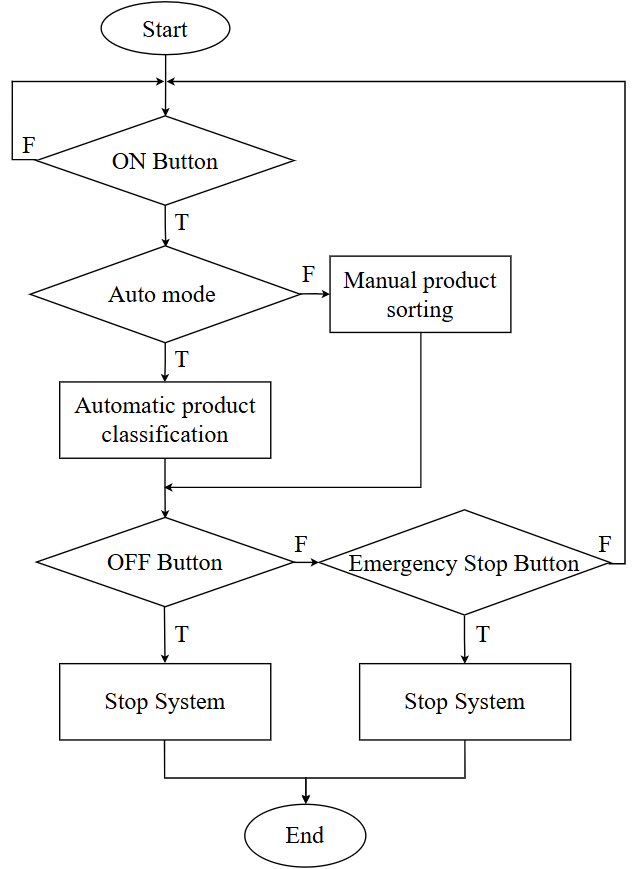 Start
F
ON Button
T
Auto mode
F
Manual product
sorting
T
Automatic product
classification
OFF Button
F
Emergency Stop Button
F
T
T
Stop System
Stop System
End